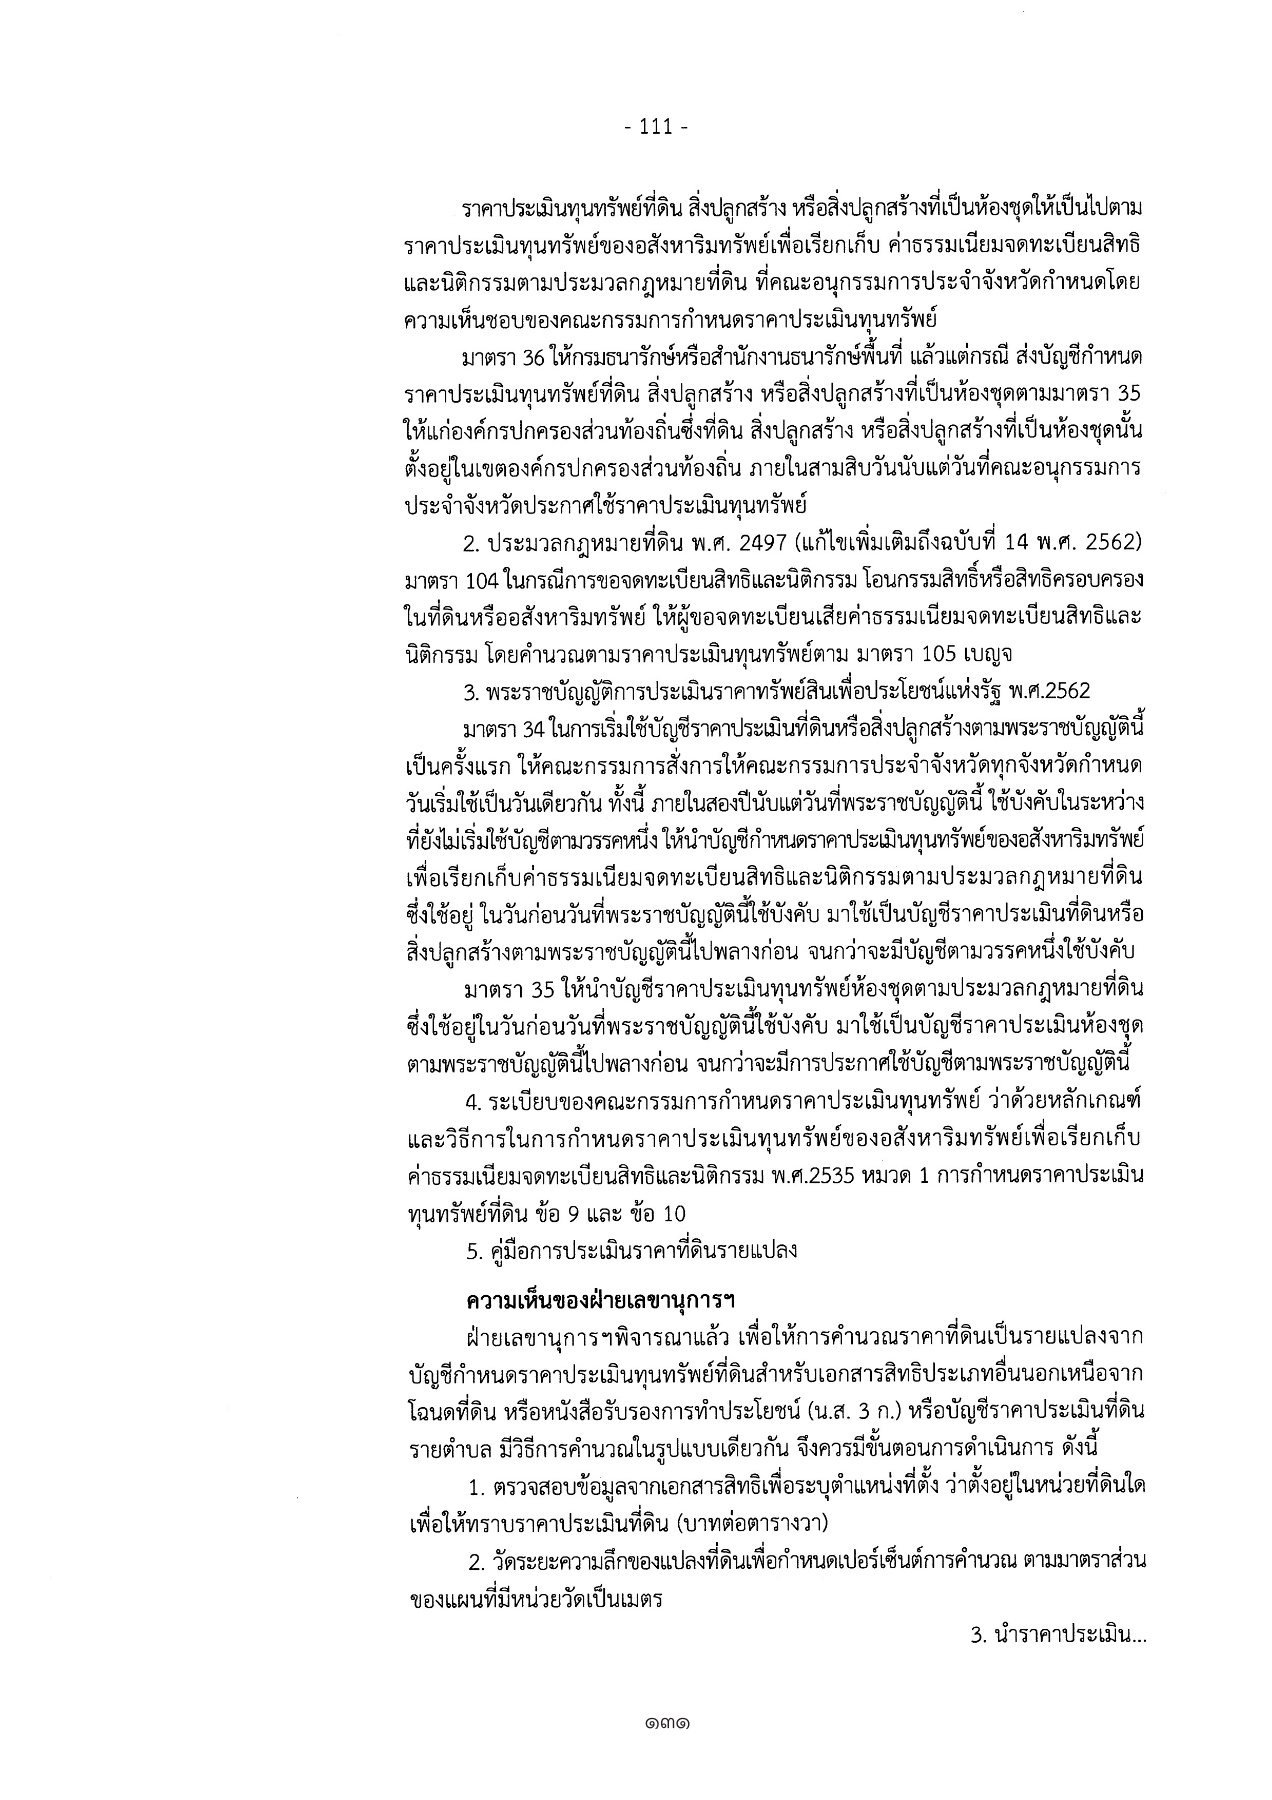 - 111 -
ราคาประเมินทุนทรัพย์ที่ดิน สิ่งปลูกสร้าง หรือสิ่งปลูกสร้างที่เป็นห้องชุดให้เป็นไปตาม
ราคาประเมินทุนทรัพย์ของอสังหาริมทรัพย์เพื่อเรียกเก็บ ค่าธรรมเนียมจดทะเบียนสิทธิ
และนิติกรรมตามประมวลกฎหมายที่ดิน ที่คณะอนุกรรมการประจำจังหวัดกำหนดโดย
ความเห็นชอบของคณะกรรมการกำหนดราคาประเมินทุนทรัพย์
มาตรา 36 ให้กรมธนารักษ์หรือสำนักงานธนารักษ์พื้นที่ แล้วแต่กรณี ส่งบัญชีกำหนด
ราคาประเมินทุนทรัพย์ที่ดิน สิ่งปลูกสร้าง หรือสิ่งปลูกสร้างที่เป็นห้องชุดตามมาตรา 35
ให้แก่องค์กรปกครองส่วนท้องถิ่นซึ่งที่ดิน สิ่งปลูกสร้าง หรือสิ่งปลูกสร้างที่เป็นห้องชุดนั้น
ตั้งอยู่ในเขตองค์กรปกครองส่วนท้องถิ่น ภายในสามสิบวันนับแต่วันที่คณะอนุกรรมการ
ประจำจังหวัดประกาศใช้ราคาประเมินทุนทรัพย์
2. ประมวลกฎหมายที่ดิน พ.ศ. 2497 (แก้ไขเพิ่มเติมถึงฉบับที่ 14 พ.ศ. 2562)
มาตรา 104 ในกรณีการขอจดทะเบียนสิทธิและนิติกรรม โอนกรรมสิทธิ์หรือสิทธิครอบครอง
ในที่ดินหรืออสังหาริมทรัพย์ ให้ผู้ขอจดทะเบียนเสียค่าธรรมเนียมจดทะเบียนสิทธิและ
นิติกรรม โดยคำนวณตามราคาประเมินทุนทรัพย์ตาม มาตรา 105 เบญจ
3. พระราชบัญญัติการประเมินราคาทรัพย์สินเพื่อประโยชน์แห่งรัฐ พ.ศ.2562
มาตรา 34 ในการเริ่มใช้บัญชีราคาประเมินที่ดินหรือสิ่งปลูกสร้างตามพระราชบัญญัตินี้
เป็นครั้งแรก ให้คณะกรรมการสั่งการให้คณะกรรมการประจำจังหวัดทุกจังหวัดกำหนด
วันเริ่มใช้เป็นวันเดียวกัน ทั้งนี้ ภายในสองปีนับแต่วันที่พระราชบัญญัตินี้ ใช้บังคับในระหว่าง
ที่ยังไม่เริ่มใช้บัญชีตามวรรคหนึ่ง ให้นำบัญชีกำหนดราคาประเมินทุนทรัพย์ของอสังหาริมทรัพย์
เพื่อเรียกเก็บค่าธรรมเนียมจดทะเบียนสิทธิและนิติกรรมตามประมวลกฎหมายที่ดิน
ซึ่งใช้อยู่ ในวันก่อนวันที่พระราชบัญญัตินี้ใช้บังคับ มาใช้เป็นบัญชีราคาประเมินที่ดินหรือ
สิ่งปลูกสร้างตามพระราชบัญญัตินี้ไปพลางก่อน จนกว่าจะมีบัญชีตามวรรคหนึ่งใช้บังคับ
มาตรา 35 ให้นำบัญชีราคาประเมินทุนทรัพย์ห้องชุดตามประมวลกฎหมายที่ดิน
ซึ่งใช้อยู่ในวันก่อนวันที่พระราชบัญญัตินี้ใช้บังคับ มาใช้เป็นบัญชีราคาประเมินห้องชุด
ตามพระราชบัญญัตินี้ไปพลางก่อน จนกว่าจะมีการประกาศใช้บัญชีตามพระราชบัญญัตินี้
4. ระเบียบของคณะกรรมการกำหนดราคาประเมินทุนทรัพย์ ว่าด้วยหลักเกณฑ์
และวิธีการในการกำหนดราคาประเมินทุนทรัพย์ของอสังหาริมทรัพย์เพื่อเรียกเก็บ
ค่าธรรมเนียมจดทะเบียนสิทธิและนิติกรรม พ.ศ.2535 หมวด 1 การกำหนดราคาประเมิน
ทุนทรัพย์ที่ดิน ข้อ 9 และ ข้อ 10
5. คู่มือการประเมินราคาที่ดินรายแปลง
ความเห็นของฝ่ายเลขานุการฯ
ฝ่ายเลขานุการฯพิจารณาแล้ว เพื่อให้การคำนวณราคาที่ดินเป็นรายแปลงจาก
บัญชีกำหนดราคาประเมินทุนทรัพย์ที่ดินสำหรับเอกสารสิทธิประเภทอื่นนอกเหนือจาก
โฉนดที่ดิน หรือหนังสือรับรองการทำประโยชน์ (น.ส. 3 ก.) หรือบัญชีราคาประเมินที่ดิน
รายตำบล มีวิธีการคำนวณในรูปแบบเดียวกัน จึงควรมีขั้นตอนการดำเนินการ ดังนี้
1. ตรวจสอบข้อมูลจากเอกสารสิทธิเพื่อระบุตำแหน่งที่ตั้ง ว่าตั้งอยู่ในหน่วยที่ดินใด
เพื่อให้ทราบราคาประเมินที่ดิน (บาทต่อตารางวา)
2. วัดระยะความลึกของแปลงที่ดินเพื่อกำหนดเปอร์เซ็นต์การคำนวณ ตามมาตราส่วน
ของแผนที่มีหน่วยวัดเป็นเมตร
3. นำราคาประเมิน...
๑๓๑